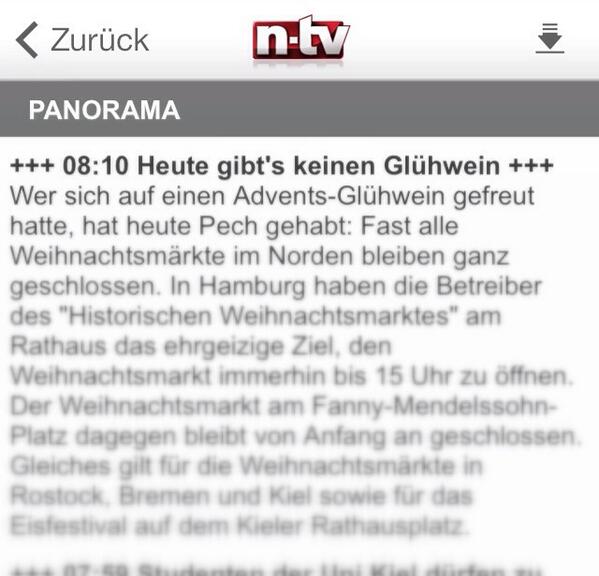 Zurück
n-tv
PANORAMA
+++ 08:10 Heute gibt's keinen Glühwein +++
Wer sich auf einen Advents-Glühwein gefreut
hatte, hat heute Pech gehabt: Fast alle
Weihnachtsmärkte im Norden bleiben ganz
geschlossen. In Hamburg haben die Betreiber
des "Historischen Weihnachtsmarktes" am
Rathaus das ehrgeizige Ziel, den
Weihnachtsmarkt immerhin bis 15 Uhr zu öffnen.
Der Weihnachtsmarkt am Fanny-Mendelssohn-
Platz dagegen bleibt von Anfang an geschlossen.
Gleiches gilt für die Weihnachtsmärkte in
Rostock, Bremen und Kiel sowie für das
Eisfestival auf dem Kieler Rathausplatz.
+++ 07:59 Studenten der Uni Kiel dürfen zu